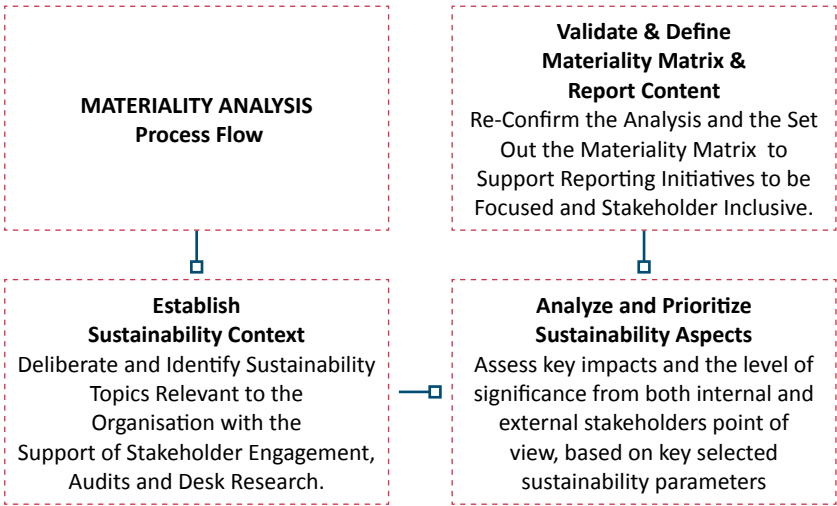 MATERIALITY ANALYSIS
Process Flow
Establish
Sustainability Context
Deliberate and Identify Sustainability
Topics Relevant to the
Organisation with the
Support of Stakeholder Engagement,
Audits and Desk Research.
Analyze and Prioritize
Sustainability Aspects
Assess key impacts and the level of
significance from both internal and
external stakeholders point of
view, based on key selected
sustainability parameters
Validate & Define
Materiality Matrix &
Report Content
Re-Confirm the Analysis and the Set
Out the Materiality Matrix to
Support Reporting Initiatives to be
Focused and Stakeholder Inclusive.